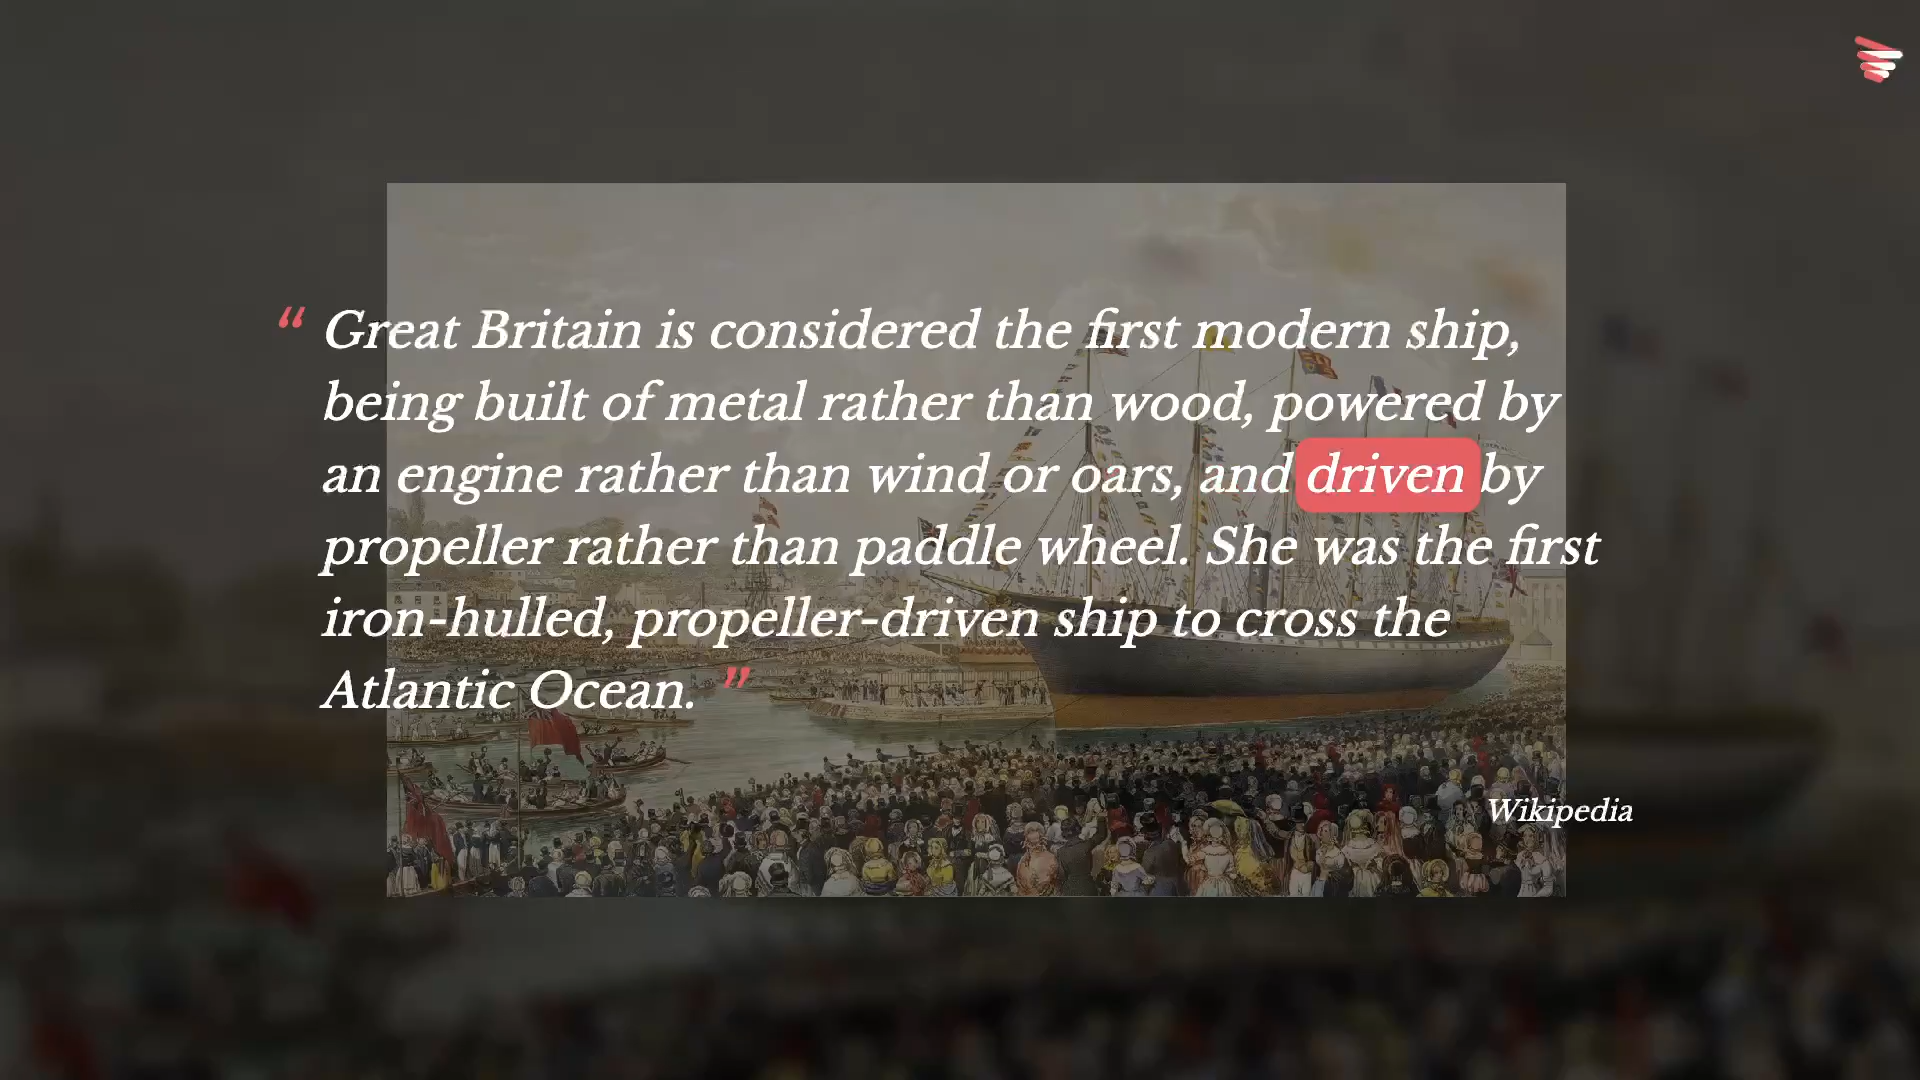 “ Great Britain is considered the first modern ship,
being built of metal rather than wood, powered by
an engine rather than wind or oars, and driven by
propeller rather than paddle wheel. She was the first
iron-hulled, propeller-driven ship to cross the
Atlantic Ocean. ”
Wikipedia